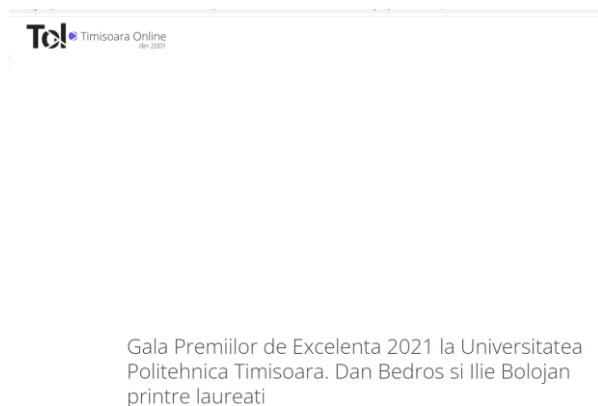 Tol Timisoara Online
din 2001
Gala Premiilor de Excelenta 2021 la Universitatea
Politehnica Timisoara. Dan Bedros si Ilie Bolojan
printre laureati